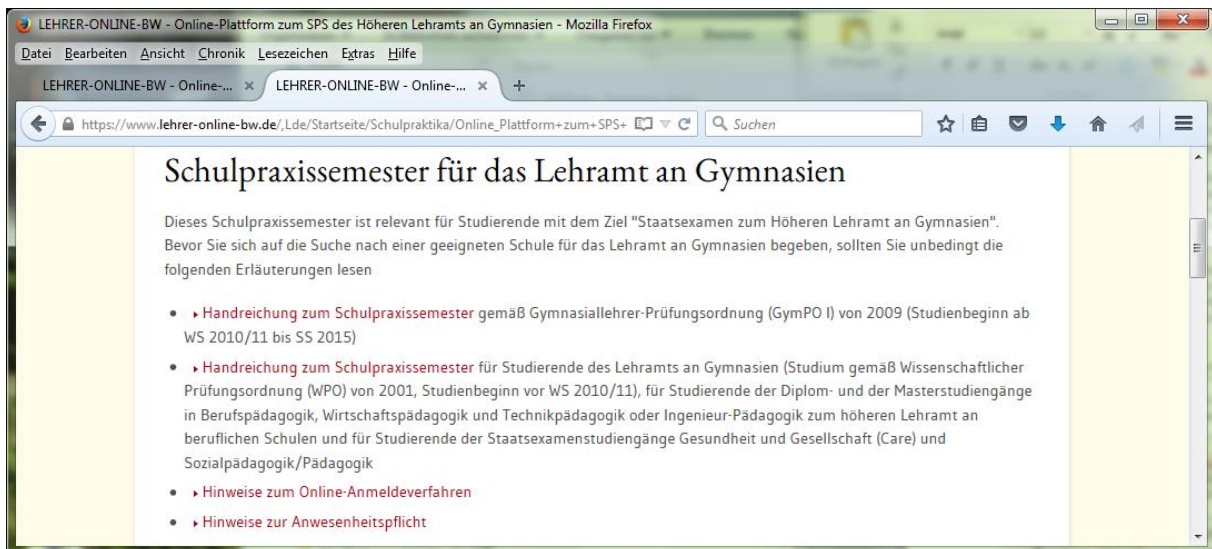 LEHRER-ONLINE-BW - Online-Plattform zum SPS des Höheren Lehramts an Gymnasien - Mozilla Firefox
Datei Bearbeiten Ansicht Chronik Lesezeichen Extras Hilfe
LEHRER-ONLINE-BW - Online-... × LEHRER-ONLINE-BW - Online-... × +
https://www.lehrer-online-bw.de/,Lde/Startseite/Schulpraktika/Online_Plattform+zum+SPS+ Suchen
Schulpraxissemester für das Lehramt an Gymnasien
Dieses Schulpraxissemester ist relevant für Studierende mit dem Ziel "Staatsexamen zum Höheren Lehramt an Gymnasien".
Bevor Sie sich auf die Suche nach einer geeigneten Schule für das Lehramt an Gymnasien begeben, sollten Sie unbedingt die
folgenden Erläuterungen lesen
• Handreichung zum Schulpraxissemester gemäß Gymnasiallehrer-Prüfungsordnung (GymPO I) von 2009 (Studienbeginn ab
WS 2010/11 bis SS 2015)
• Handreichung zum Schulpraxissemester für Studierende des Lehramts an Gymnasien (Studium gemäß Wissenschaftlicher
Prüfungsordnung (WPO) von 2001, Studienbeginn vor WS 2010/11), für Studierende der Diplom- und der Masterstudiengänge
in Berufspädagogik, Wirtschaftspädagogik und Technikpädagogik oder Ingenieur-Pädagogik zum höheren Lehramt an
beruflichen Schulen und für Studierende der Staatsexamenstudiengänge Gesundheit und Gesellschaft (Care) und
Sozialpädagogik/Pädagogik
• Hinweise zum Online-Anmeldeverfahren
• Hinweise zur Anwesenheitspflicht